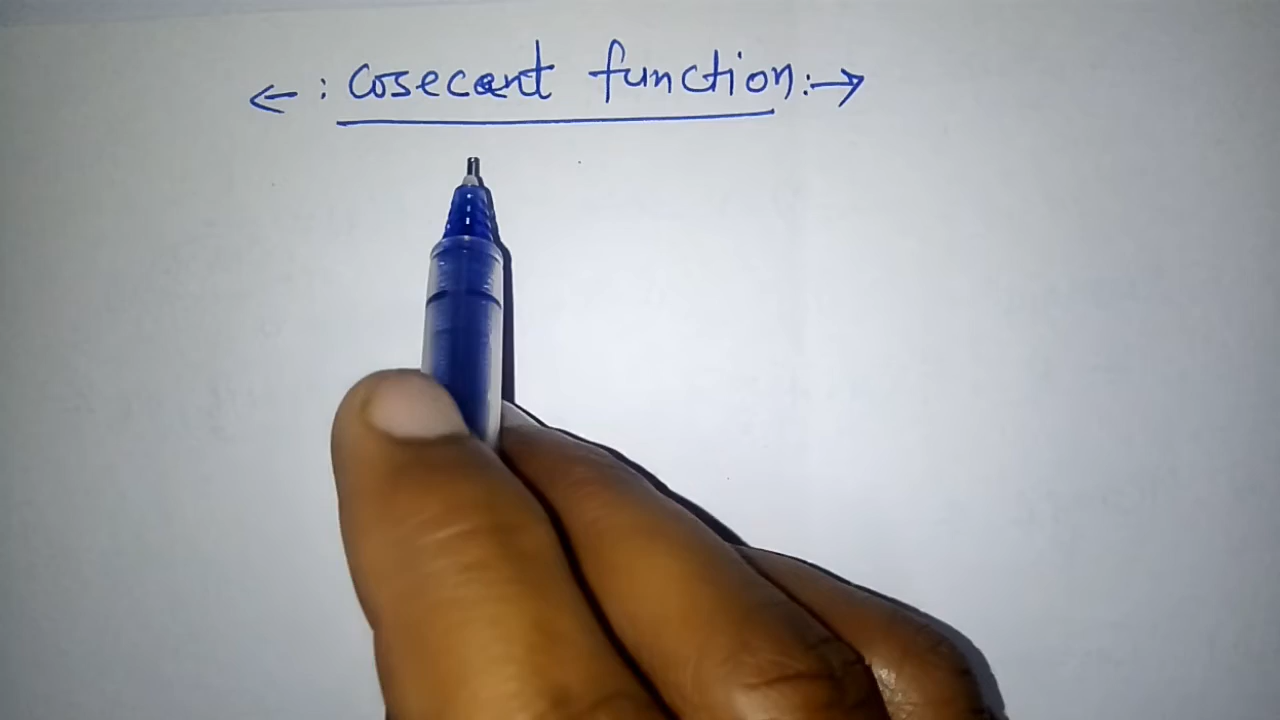 ← : cosecant function : →